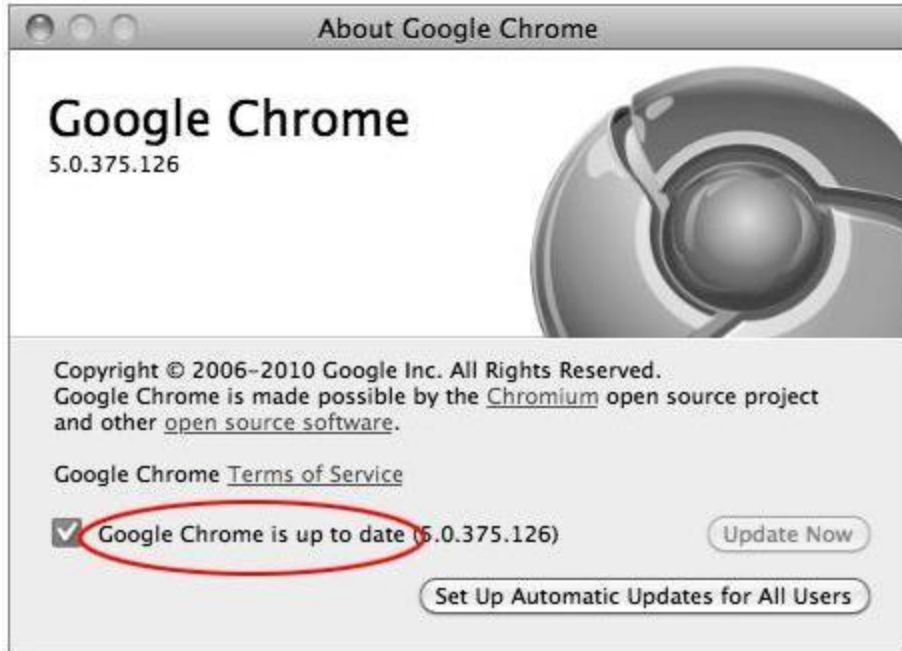 About Google Chrome
Google Chrome
5.0.375.126
Copyright © 2006-2010 Google Inc. All Rights Reserved.
Google Chrome is made possible by the Chromium open source project
and other open source software.
Google Chrome Terms of Service
Google Chrome is up to date (5.0.375.126)
Update Now
Set Up Automatic Updates for All Users